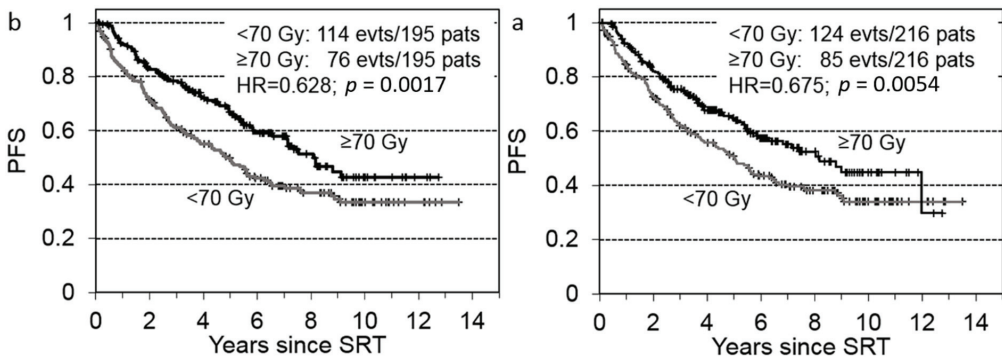 b
<70 Gy: 114 evts/195 pats
≥70 Gy: 76 evts/195 pats
HR=0.628; p = 0.0017
PFS
1
0.8
0.6
0.4
0.2
0
≥70 Gy
<70 Gy
0 2 4 6 8 10 12 14
Years since SRT
a
<70 Gy: 124 evts/216 pats
≥70 Gy: 85 evts/216 pats
HR=0.675; p = 0.0054
PFS
1
0.8
0.6
0.4
0.2
0
≥70 Gy
<70 Gy
0 2 4 6 8 10 12 14
Years since SRT